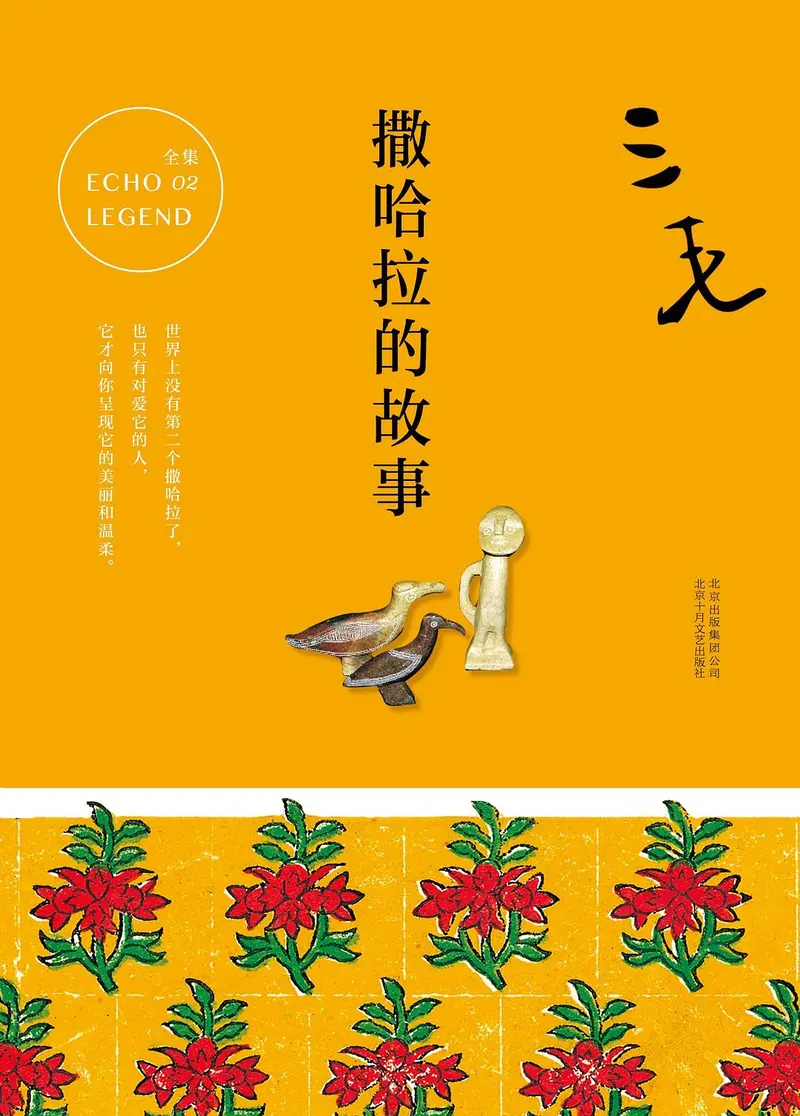 三毛
撒哈拉的故事
全集
ECHO 02
LEGEND
世界上没有第二个撒哈拉了，
也只有对爱它的人，
它才向你呈现它的美丽和温柔。
北京出版集团公司
北京十月文艺出版社